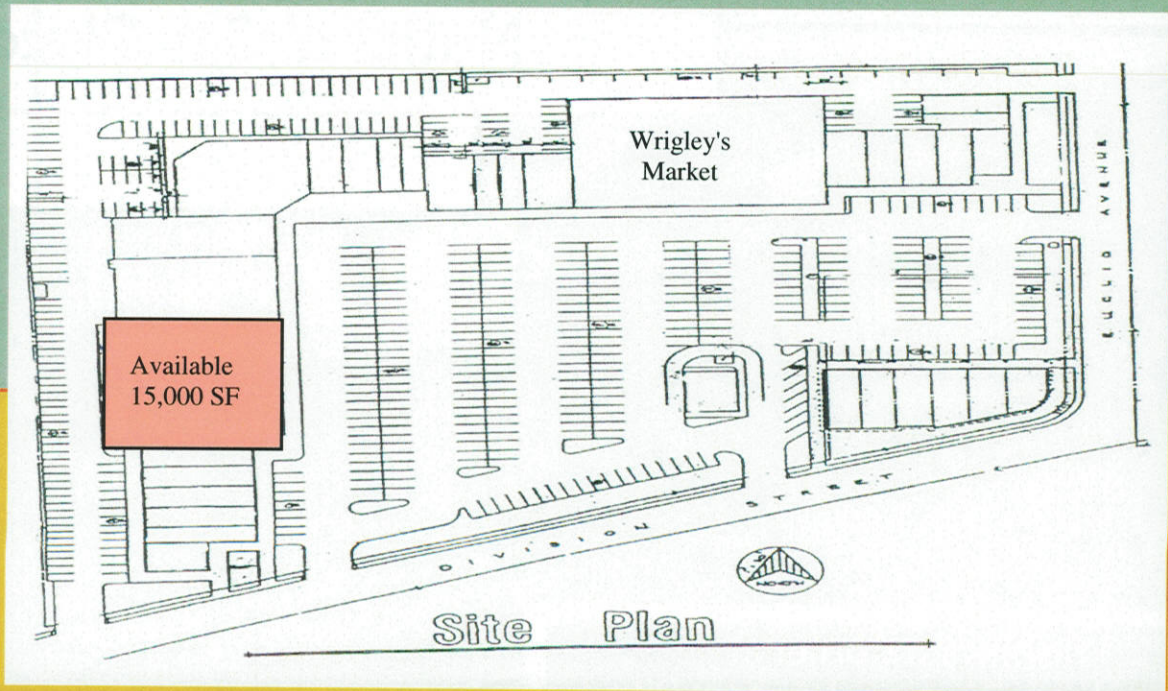 Wrigley's
Market
Available
15,000 SF
EUCLID AVENUE
DIVISION STREET
NORTH
Site Plan